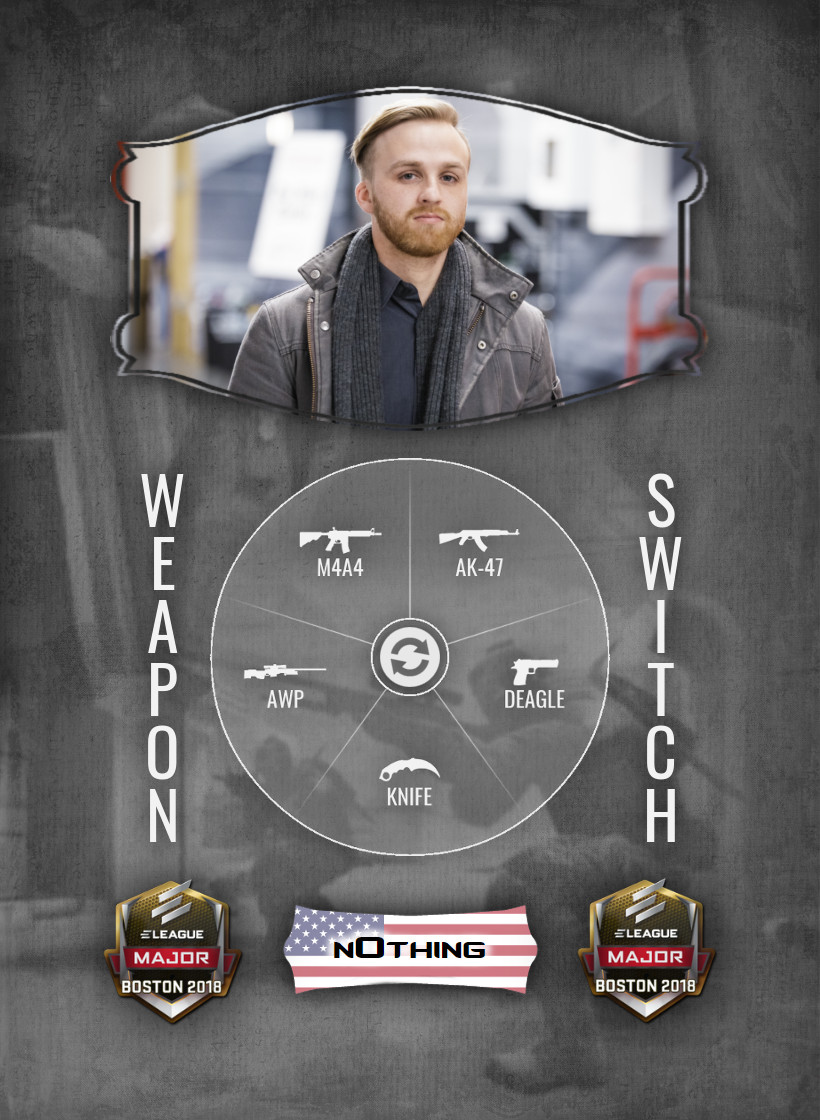 WEAPON
SWITCH
M4A4
AK-47
AWP
DEAGLE
KNIFE
ELEAGUE
MAJOR
BOSTON 2018
nOthing
ELEAGUE
MAJOR
BOSTON 2018